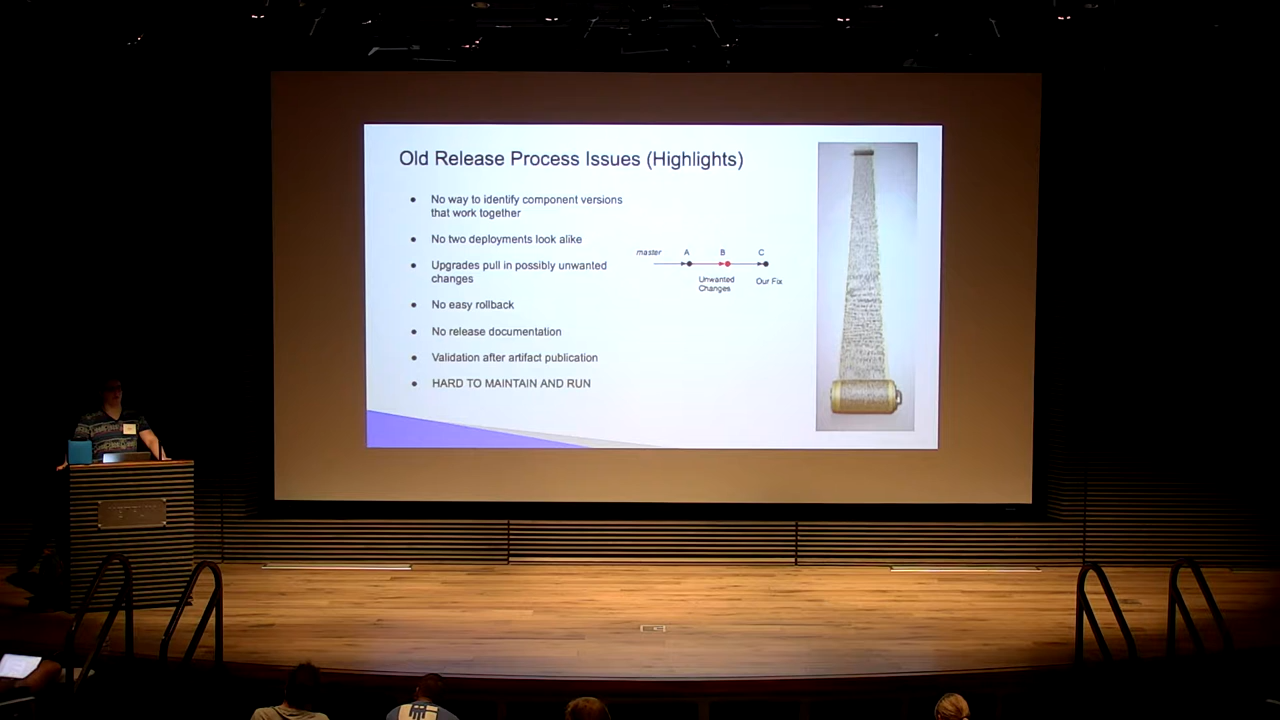 Old Release Process Issues (Highlights)
● No way to identify component versions
that work together
● No two deployments look alike
● Upgrades pull in possibly unwanted
changes
● No easy rollback
● No release documentation
● Validation after artifact publication
● HARD TO MAINTAIN AND RUN
master A B C
Unwanted
Changes
Our Fix
NETFLIX